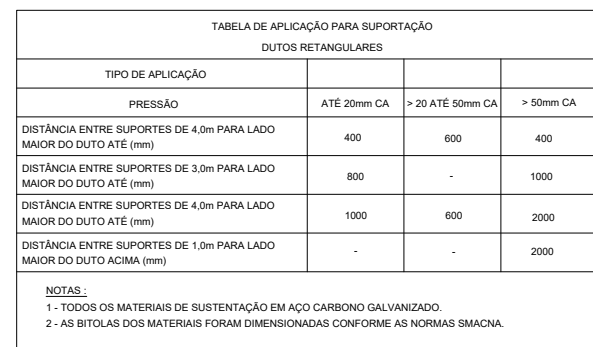 TABELA DE APLICAÇÃO PARA SUPORTAÇÃO
DUTOS RETANGULARES
TIPO DE APLICAÇÃO
PRESSÃO ATÉ 20mm CA > 20 ATÉ 50mm CA > 50mm CA
DISTÂNCIA ENTRE SUPORTES DE 4,0m PARA LADO
MAIOR DO DUTO ATÉ (mm) 400 600 400
DISTÂNCIA ENTRE SUPORTES DE 3,0m PARA LADO
MAIOR DO DUTO ATÉ (mm) 800 - 1000
DISTÂNCIA ENTRE SUPORTES DE 4,0m PARA LADO
MAIOR DO DUTO ATÉ (mm) 1000 600 2000
DISTÂNCIA ENTRE SUPORTES DE 1,0m PARA LADO
MAIOR DO DUTO ACIMA (mm) - - 2000
NOTAS :
1 - TODOS OS MATERIAIS DE SUSTENTAÇÃO EM AÇO CARBONO GALVANIZADO.
2 - AS BITOLAS DOS MATERIAIS FORAM DIMENSIONADAS CONFORME AS NORMAS SMACNA.